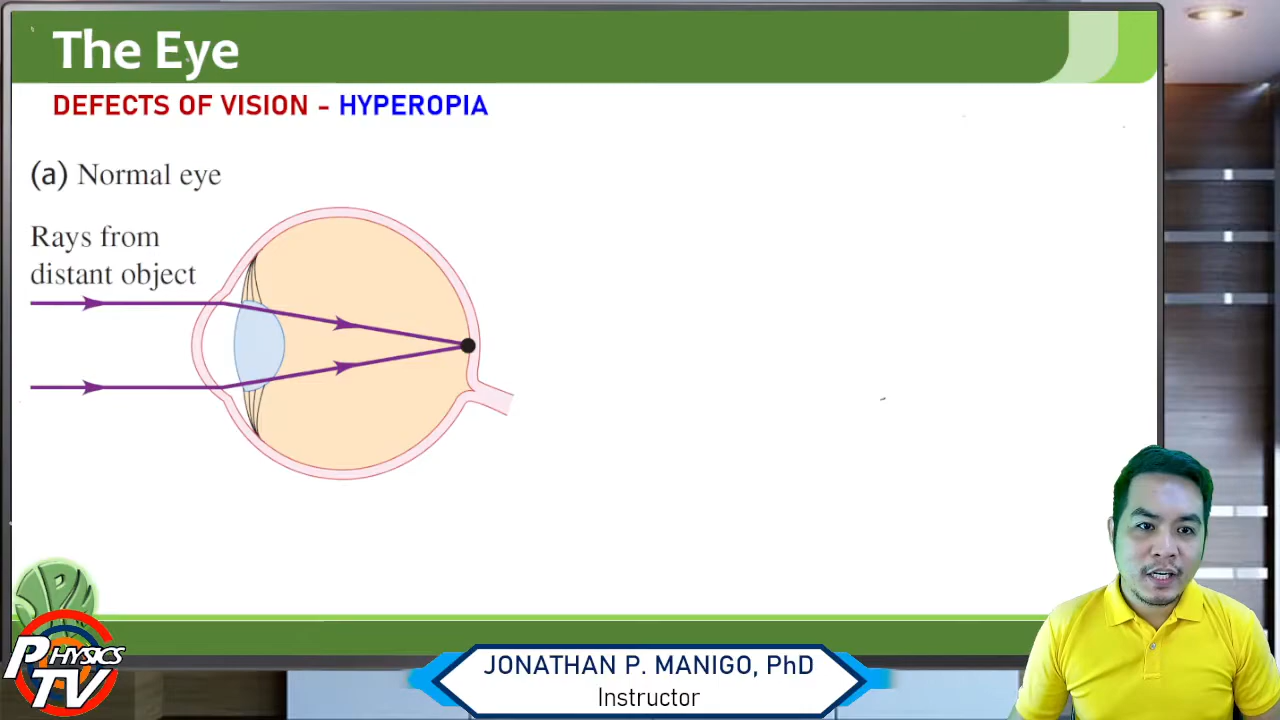 The Eye
DEFECTS OF VISION - HYPEROPIA
(a) Normal eye
Rays from
distant object
PHYSICS
TV
JONATHAN P. MANIGO, PhD
Instructor